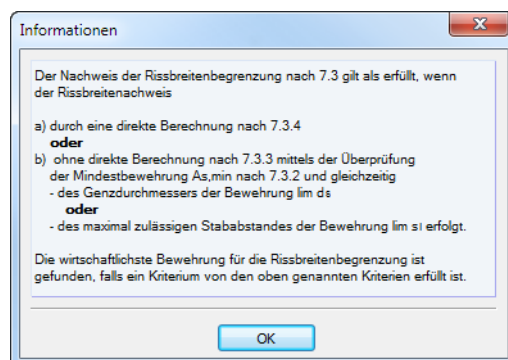 Informationen
Der Nachweis der Rissbreitenbegrenzung nach 7.3 gilt als erfüllt, wenn
der Rissbreitenachweis
a) durch eine direkte Berechnung nach 7.3.4
oder
b) ohne direkte Berechnung nach 7.3.3 mittels der Überprüfung
der Mindestbewehrung As,min nach 7.3.2 und gleichzeitig
- des Genzdurchmessers der Bewehrung lim ds
oder
- des maximal zulässigen Stababstandes der Bewehrung lim sl erfolgt.
Die wirtschaftlichste Bewehrung für die Rissbreitenbegrenzung ist
gefunden, falls ein Kriterium von den oben genannten Kriterien erfüllt ist.
OK